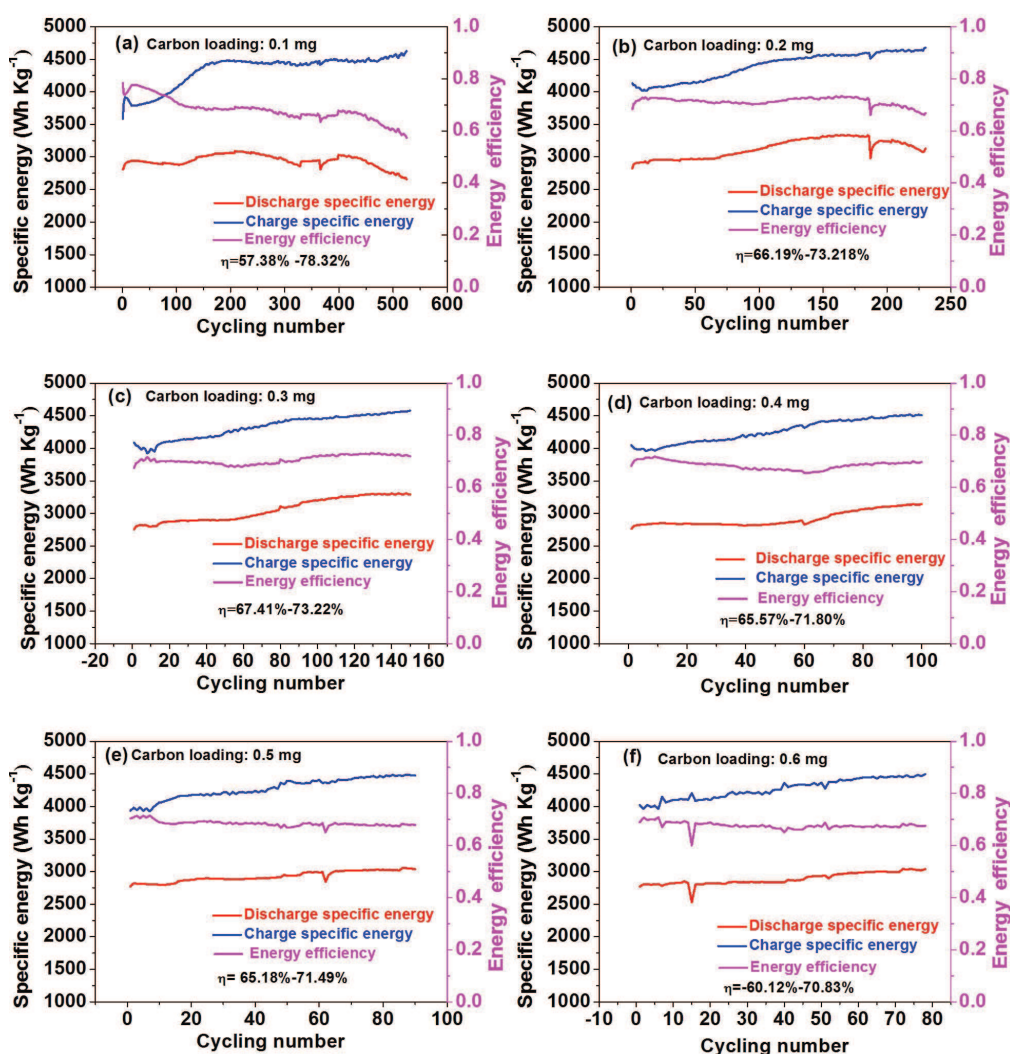 (a) Carbon loading: 0.1 mg
Specific energy (Wh Kg-1)
5000
4500
4000
3500
3000
2500
2000
1500
1000
Discharge specific energy
Charge specific energy
Energy efficiency
η=57.38% -78.32%
1.0
0.8
0.6
0.4
0.2
0.0
Energy efficiency
0 100 200 300 400 500 600
Cycling number
(b) Carbon loading: 0.2 mg
Specific energy (Wh Kg-1)
5000
4500
4000
3500
3000
2500
2000
1500
1000
Discharge specific energy
Charge specific energy
Energy efficiency
η=66.19%-73.218%
1.0
0.8
0.6
0.4
0.2
0.0
Energy efficiency
0 50 100 150 200 250
Cycling number
(c) Carbon loading: 0.3 mg
Specific energy (Wh Kg-1)
5000
4500
4000
3500
3000
2500
2000
1500
1000
Discharge specific energy
Charge specific energy
Energy efficiency
η=67.41%-73.22%
1.0
0.8
0.6
0.4
0.2
0.0
Energy efficiency
-20 0 20 40 60 80 100 120 140 160
Cycling number
(d) Carbon loading: 0.4 mg
Specific energy (Wh Kg-1)
5000
4500
4000
3500
3000
2500
2000
1500
1000
Discharge specific energy
Charge specific energy
Energy efficiency
η=65.57%-71.80%
1.0
0.8
0.6
0.4
0.2
0.0
Energy efficiency
0 20 40 60 80 100
Cycling number
(e) Carbon loading: 0.5 mg
Specific energy (Wh Kg-1)
5000
4500
4000
3500
3000
2500
2000
1500
1000
Discharge specific energy
Charge specific energy
Energy efficiency
η= 65.18%-71.49%
1.0
0.8
0.6
0.4
0.2
0.0
Energy efficiency
0 20 40 60 80 100
Cycling number
(f) Carbon loading: 0.6 mg
Specific energy (Wh Kg-1)
5000
4500
4000
3500
3000
2500
2000
1500
1000
Discharge specific energy
Charge specific energy
Energy efficiency
η=-60.12%-70.83%
1.0
0.8
0.6
0.4
0.2
0.0
Energy efficiency
-10 0 10 20 30 40 50 60 70 80
Cycling number